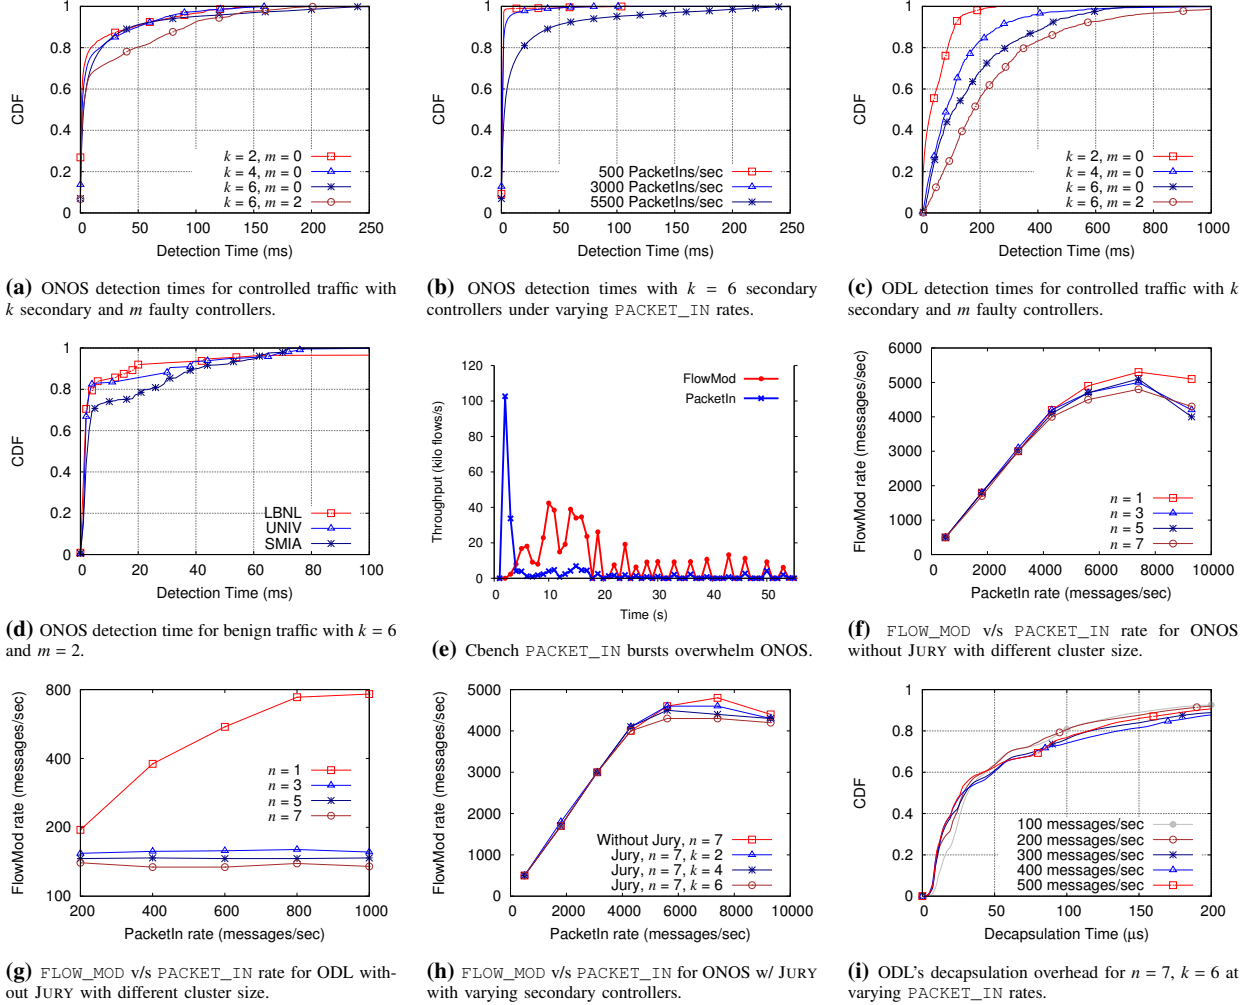 1
0.8
0.6
0.4
0.2
0
CDF
k = 2, m = 0
k = 4, m = 0
k = 6, m = 0
k = 6, m = 2
0 50 100 150 200 250
Detection Time (ms)
(a) ONOS detection times for controlled traffic with
k secondary and m faulty controllers.
1
0.8
0.6
0.4
0.2
0
CDF
500 PacketIns/sec
3000 PacketIns/sec
5500 PacketIns/sec
0 50 100 150 200 250
Detection Time (ms)
(b) ONOS detection times with k = 6 secondary
controllers under varying PACKET_IN rates.
1
0.8
0.6
0.4
0.2
0
CDF
k = 2, m = 0
k = 4, m = 0
k = 6, m = 0
k = 6, m = 2
0 200 400 600 800 1000
Detection Time (ms)
(c) ODL detection times for controlled traffic with k
secondary and m faulty controllers.
1
0.8
0.6
0.4
0.2
0
CDF
LBNL
UNIV
SMIA
0 20 40 60 80 100
Detection Time (ms)
(d) ONOS detection time for benign traffic with k = 6
and m = 2.
120
100
80
60
40
20
0
Throughput (kilo flows/s)
FlowMod
PacketIn
0 10 20 30 40 50
Time (s)
(e) Cbench PACKET_IN bursts overwhelm ONOS.
6000
5000
4000
3000
2000
1000
0
FlowMod rate (messages/sec)
n = 1
n = 3
n = 5
n = 7
0 2000 4000 6000 8000 10000
PacketIn rate (messages/sec)
(f) FLOW_MOD v/s PACKET_IN rate for ONOS
without JURY with different cluster size.
800
400
200
100
FlowMod rate (messages/sec)
n = 1
n = 3
n = 5
n = 7
200 400 600 800 1000
PacketIn rate (messages/sec)
(g) FLOW_MOD v/s PACKET_IN rate for ODL with-
out JURY with different cluster size.
5000
4000
3000
2000
1000
0
FlowMod rate (messages/sec)
Without Jury, n = 7
Jury, n = 7, k = 2
Jury, n = 7, k = 4
Jury, n = 7, k = 6
0 2000 4000 6000 8000 10000
PacketIn rate (messages/sec)
(h) FLOW_MOD v/s PACKET_IN for ONOS w/ JURY
with varying secondary controllers.
1
0.8
0.6
0.4
0.2
0
CDF
100 messages/sec
200 messages/sec
300 messages/sec
400 messages/sec
500 messages/sec
0 50 100 150 200
Decapsulation Time (μs)
(i) ODL's decapsulation overhead for n = 7, k = 6 at
varying PACKET_IN rates.